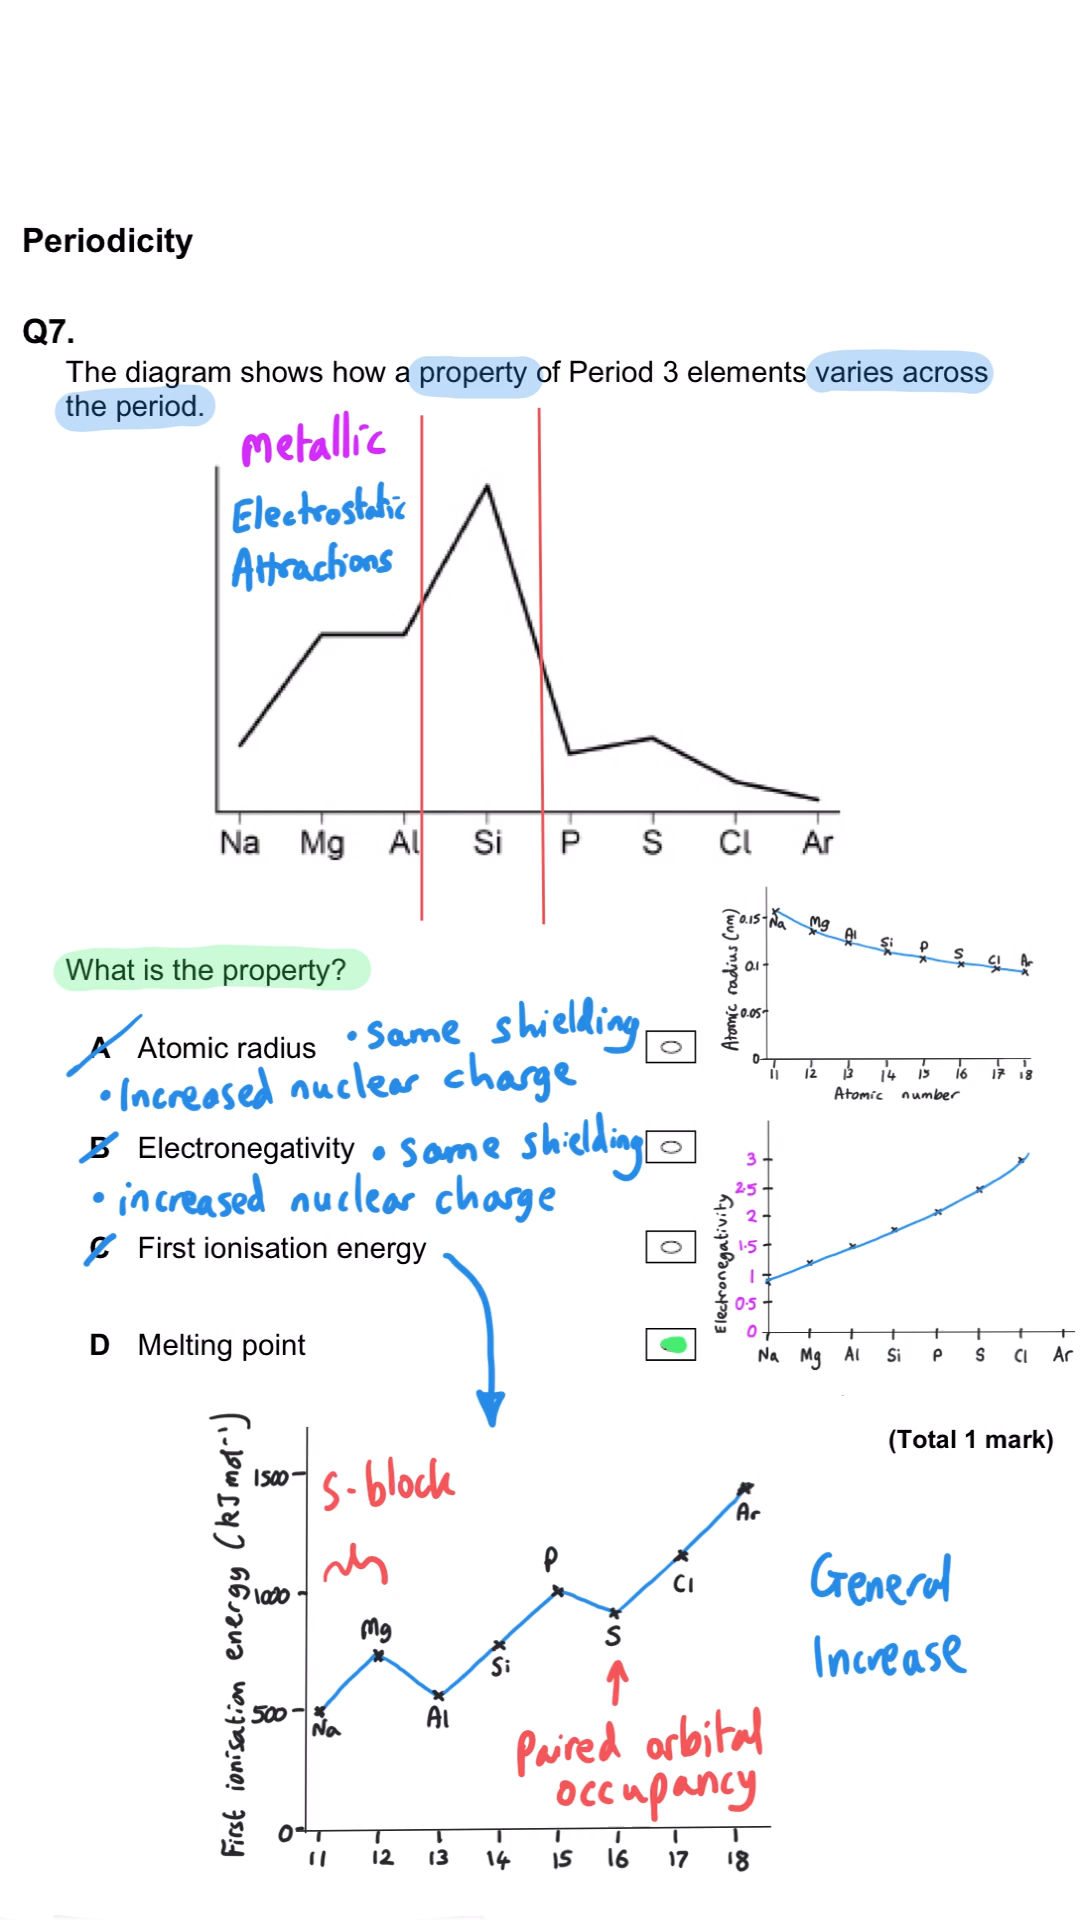 Periodicity
Q7.
The diagram shows how a property of Period 3 elements varies across
the period.
Metallic
Electrostatic
Attractions
Na Mg Al Si P S Cl Ar
What is the property?
A Atomic radius
• same shielding
• Increased nuclear charge
B Electronegativity
• same shielding
• increased nuclear charge
C First ionisation energy
D Melting point
Atomic radius (nm)
0.15
0.1
0.05
0
Na Mg Al Si P S Cl Ar
11 12 13 14 15 16 17 18
Atomic number
Electronegativity
3
2.5
2
1.5
1
0.5
0
Na Mg Al Si P S Cl Ar
(Total 1 mark)
First ionisation energy (kJmol⁻¹)
1500
1000
500
0
s-block
Na Mg Al Si P S Cl Ar
11 12 13 14 15 16 17 18
Paired orbital
occupancy
General
Increase